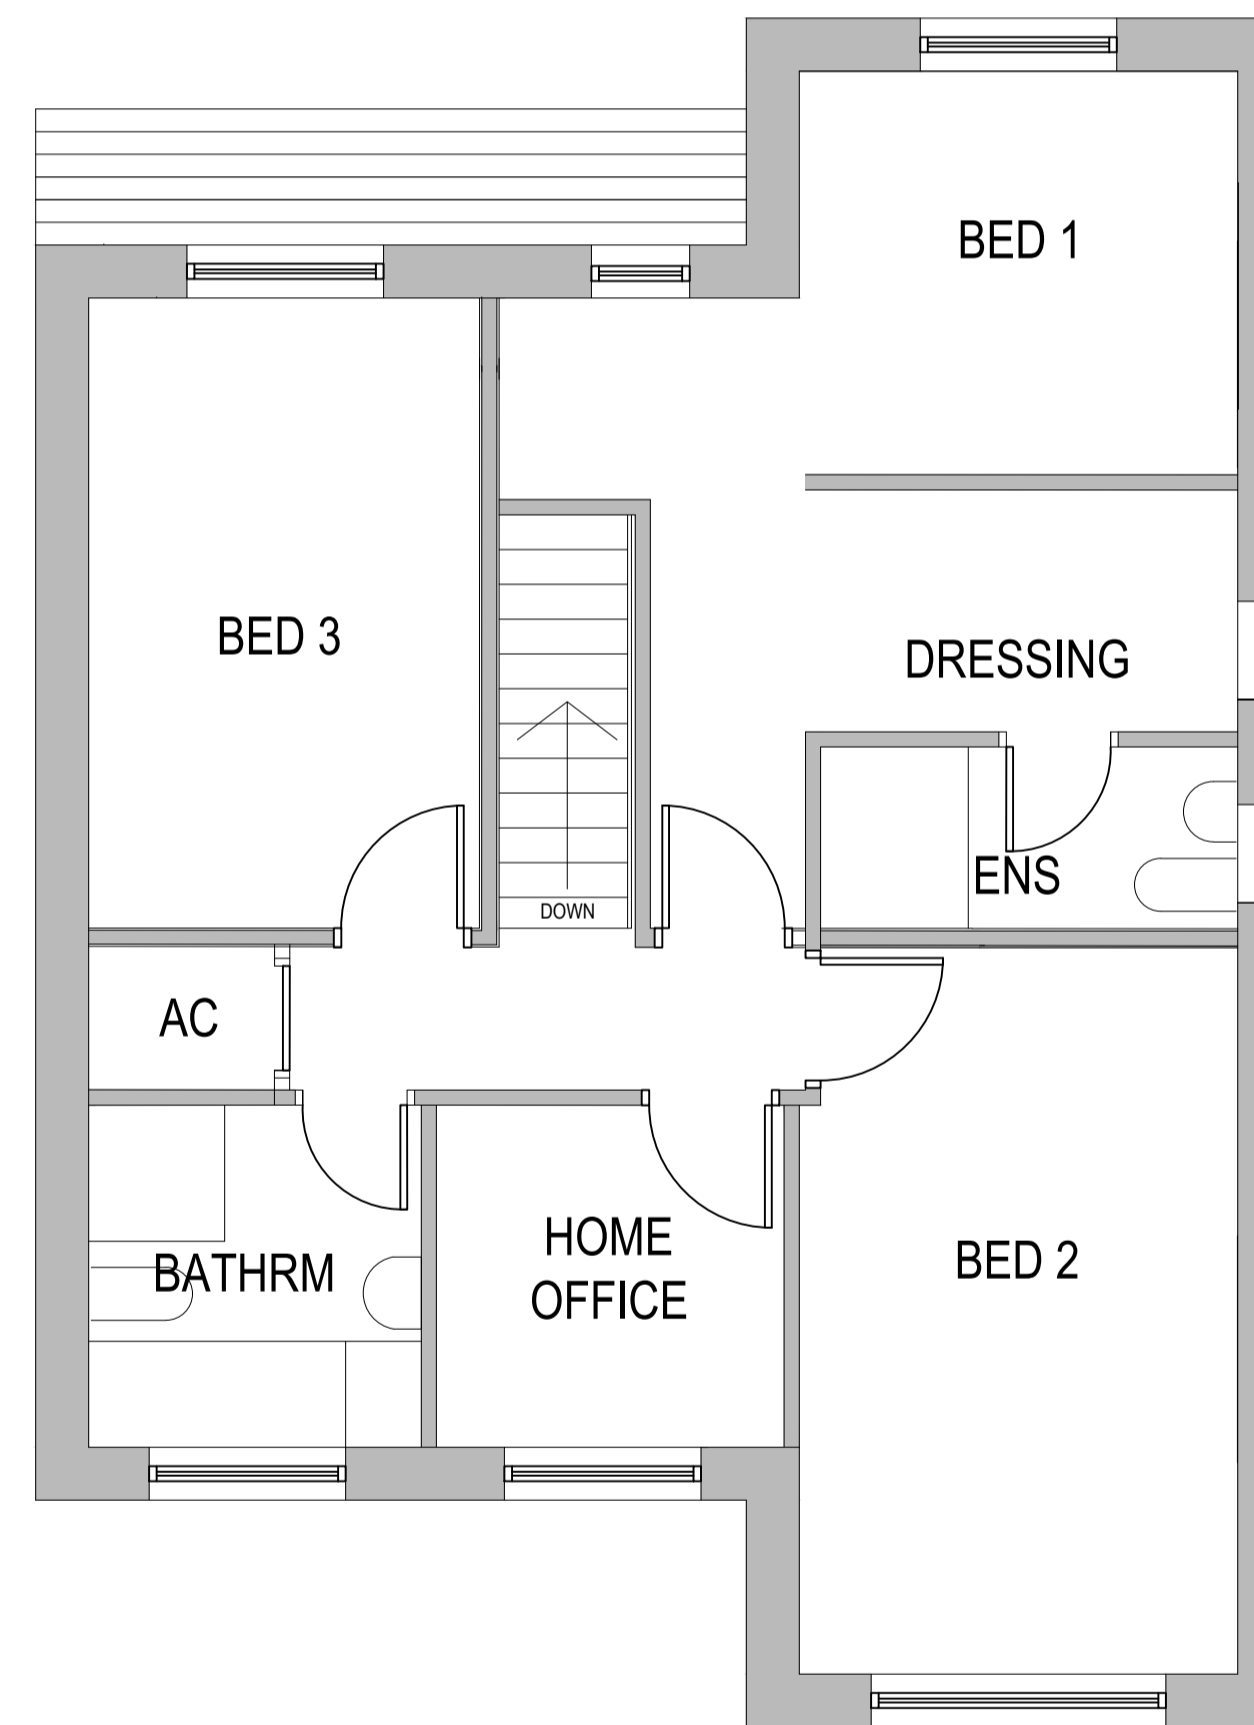 BED 1
BED 3
DRESSING
ENS
DOWN
AC
HOME
OFFICE
BATHRM
BED 2